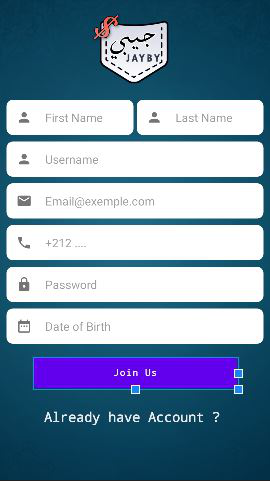 $
جيبي
JAYBY
First Name
Last Name
Username
Email@exemple.com
+212 ....
Password
Date of Birth
Join Us
Already have Account ?